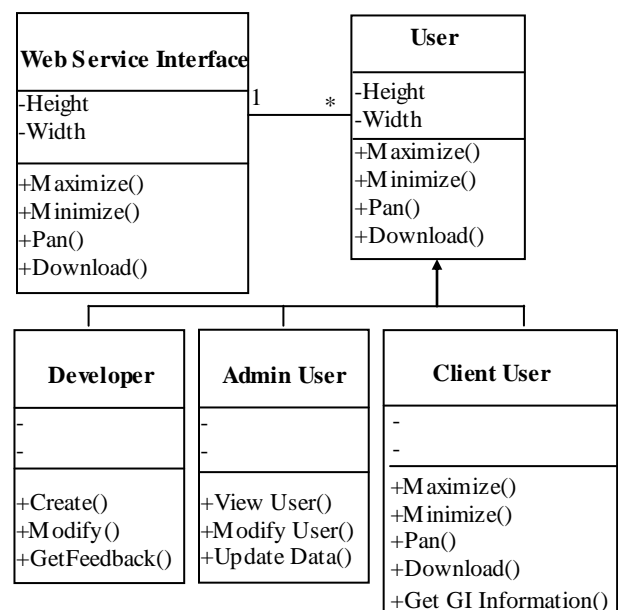 Web Service Interface
-Height
-Width
+Maximize()
+Minimize()
+Pan()
+Download()
1
*
User
-Height
-Width
+Maximize()
+Minimize()
+Pan()
+Download()
Developer
-
-
+Create()
+Modify()
+GetFeedback()
Admin User
-
-
+View User()
+Modify User()
+Update Data()
Client User
-
-
+Maximize()
+Minimize()
+Pan()
+Download()
+Get GI Information()